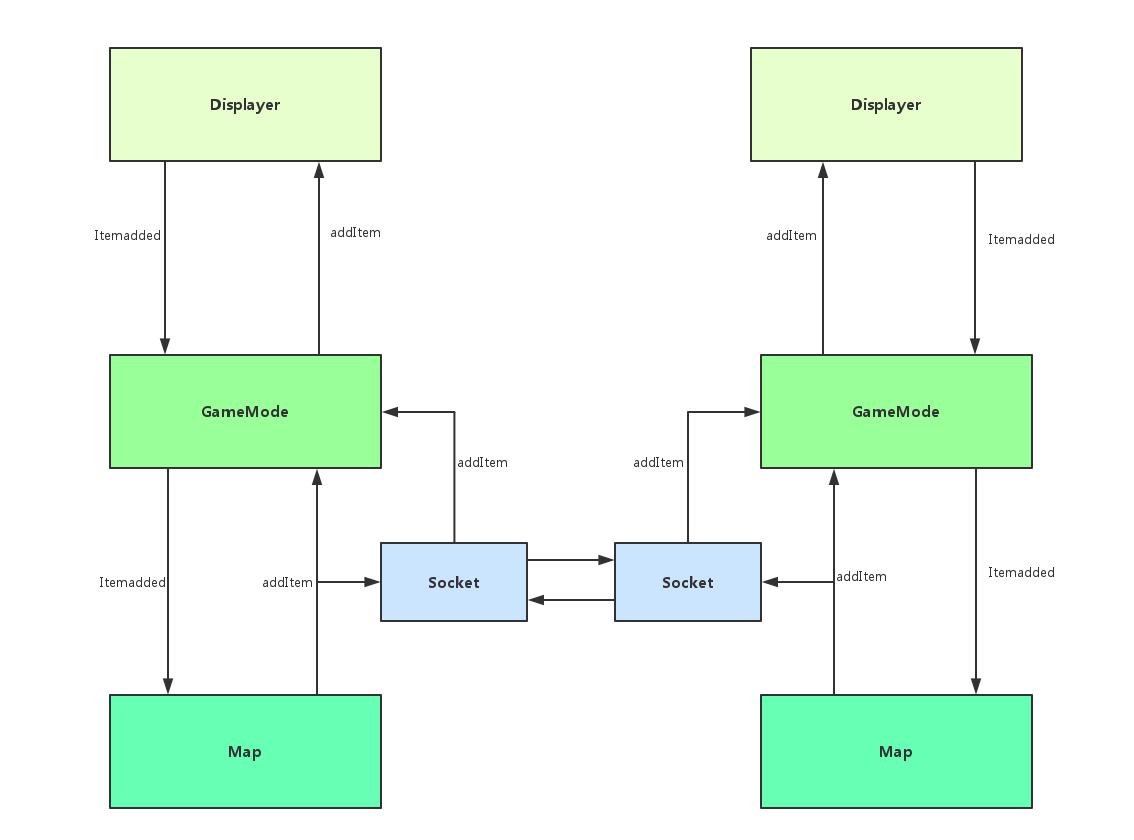 Displayer
Displayer
Itemadded
addItem
addItem
Itemadded
GameMode
GameMode
addItem
addItem
Itemadded
addItem
Socket
Socket
addItem
Itemadded
Map
Map